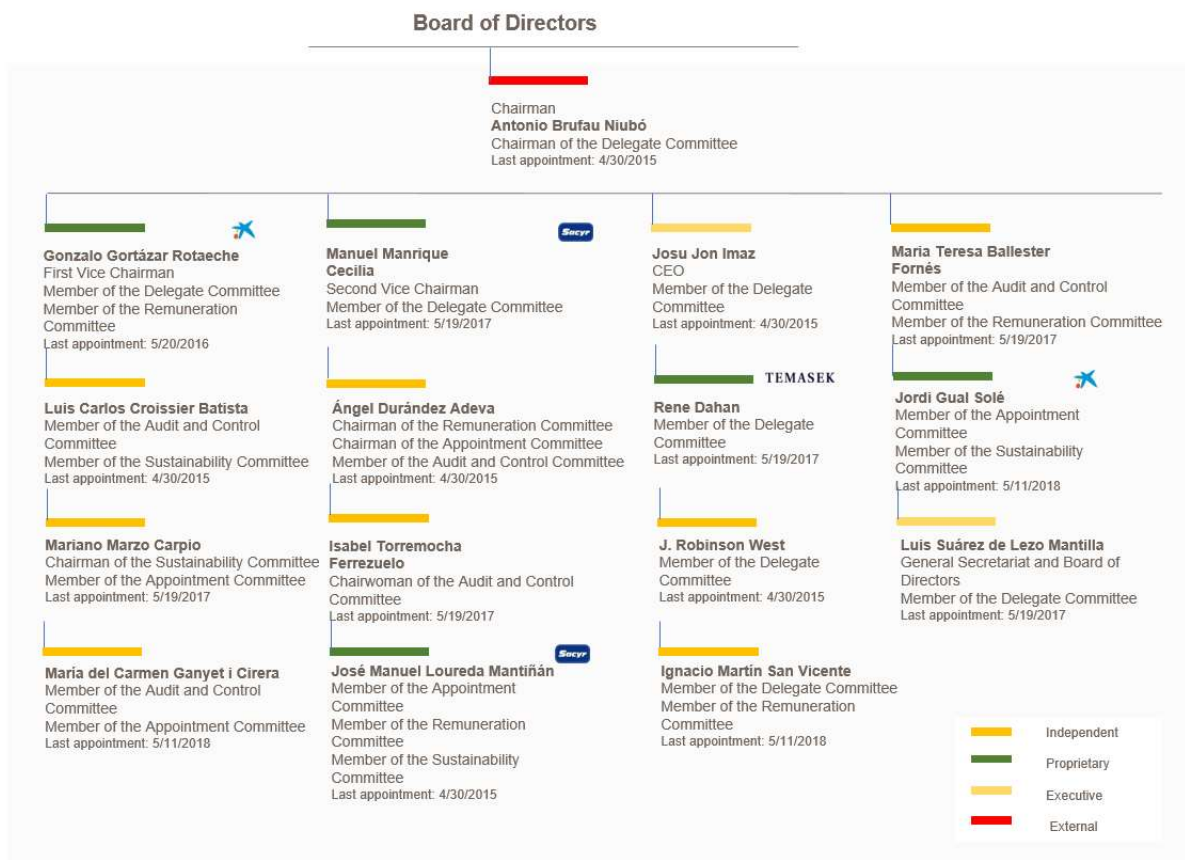 Board of Directors
Chairman
Antonio Brufau Niubó
Chairman of the Delegate Committee
Last appointment: 4/30/2015
Gonzalo Gortázar Rotaeche
First Vice Chairman
Member of the Delegate Committee
Member of the Remuneration
Committee
Last appointment: 5/20/2016
Sacyr
Manuel Manrique
Cecilia
Second Vice Chairman
Member of the Delegate Committee
Last appointment: 5/19/2017
Josu Jon Imaz
CEO
Member of the Delegate
Committee
Last appointment: 4/30/2015
Maria Teresa Ballester
Fornés
Member of the Audit and Control
Committee
Member of the Remuneration Committee
Last appointment: 5/19/2017
Luis Carlos Croissier Batista
Member of the Audit and Control
Committee
Member of the Sustainability Committee
Last appointment: 4/30/2015
Ángel Durández Adeva
Chairman of the Remuneration Committee
Chairman of the Appointment Committee
Member of the Audit and Control Committee
Last appointment: 4/30/2015
TEMASEK
Rene Dahan
Member of the Delegate
Committee
Last appointment: 5/19/2017
Jordi Gual Solé
Member of the Appointment
Committee
Member of the Sustainability
Committee
Last appointment: 5/11/2018
Mariano Marzo Carpio
Chairman of the Sustainability Committee
Member of the Appointment Committee
Last appointment: 5/19/2017
Isabel Torremocha
Ferrezuelo
Chairwoman of the Audit and Control
Committee
Last appointment: 5/19/2017
J. Robinson West
Member of the Delegate
Committee
Last appointment: 4/30/2015
Luis Suárez de Lezo Mantilla
General Secretariat and Board of
Directors
Member of the Delegate Committee
Last appointment: 5/19/2017
María del Carmen Ganyet i Cirera
Member of the Audit and Control
Committee
Member of the Appointment Committee
Last appointment: 5/11/2018
Sacyr
José Manuel Loureda Mantiñán
Member of the Appointment
Committee
Member of the Remuneration
Committee
Member of the Sustainability
Committee
Last appointment: 4/30/2015
Ignacio Martín San Vicente
Member of the Delegate Committee
Member of the Remuneration
Committee
Last appointment: 5/11/2018
Independent
Proprietary
Executive
External